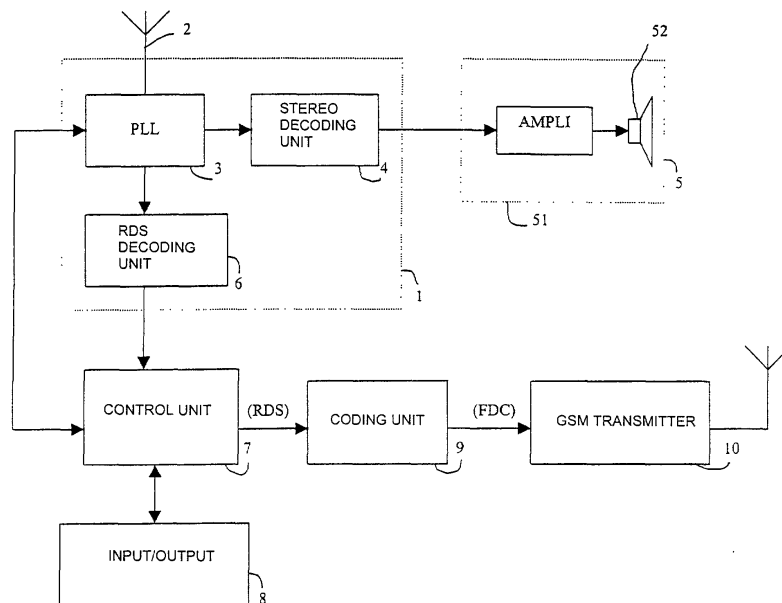 2
52
PLL
STEREO
DECODING
UNIT
AMPLI
3
4
5
51
RDS
DECODING
UNIT
6
1
CONTROL UNIT
(RDS)
CODING UNIT
(FDC)
GSM TRANSMITTER
7
9
10
INPUT/OUTPUT
8